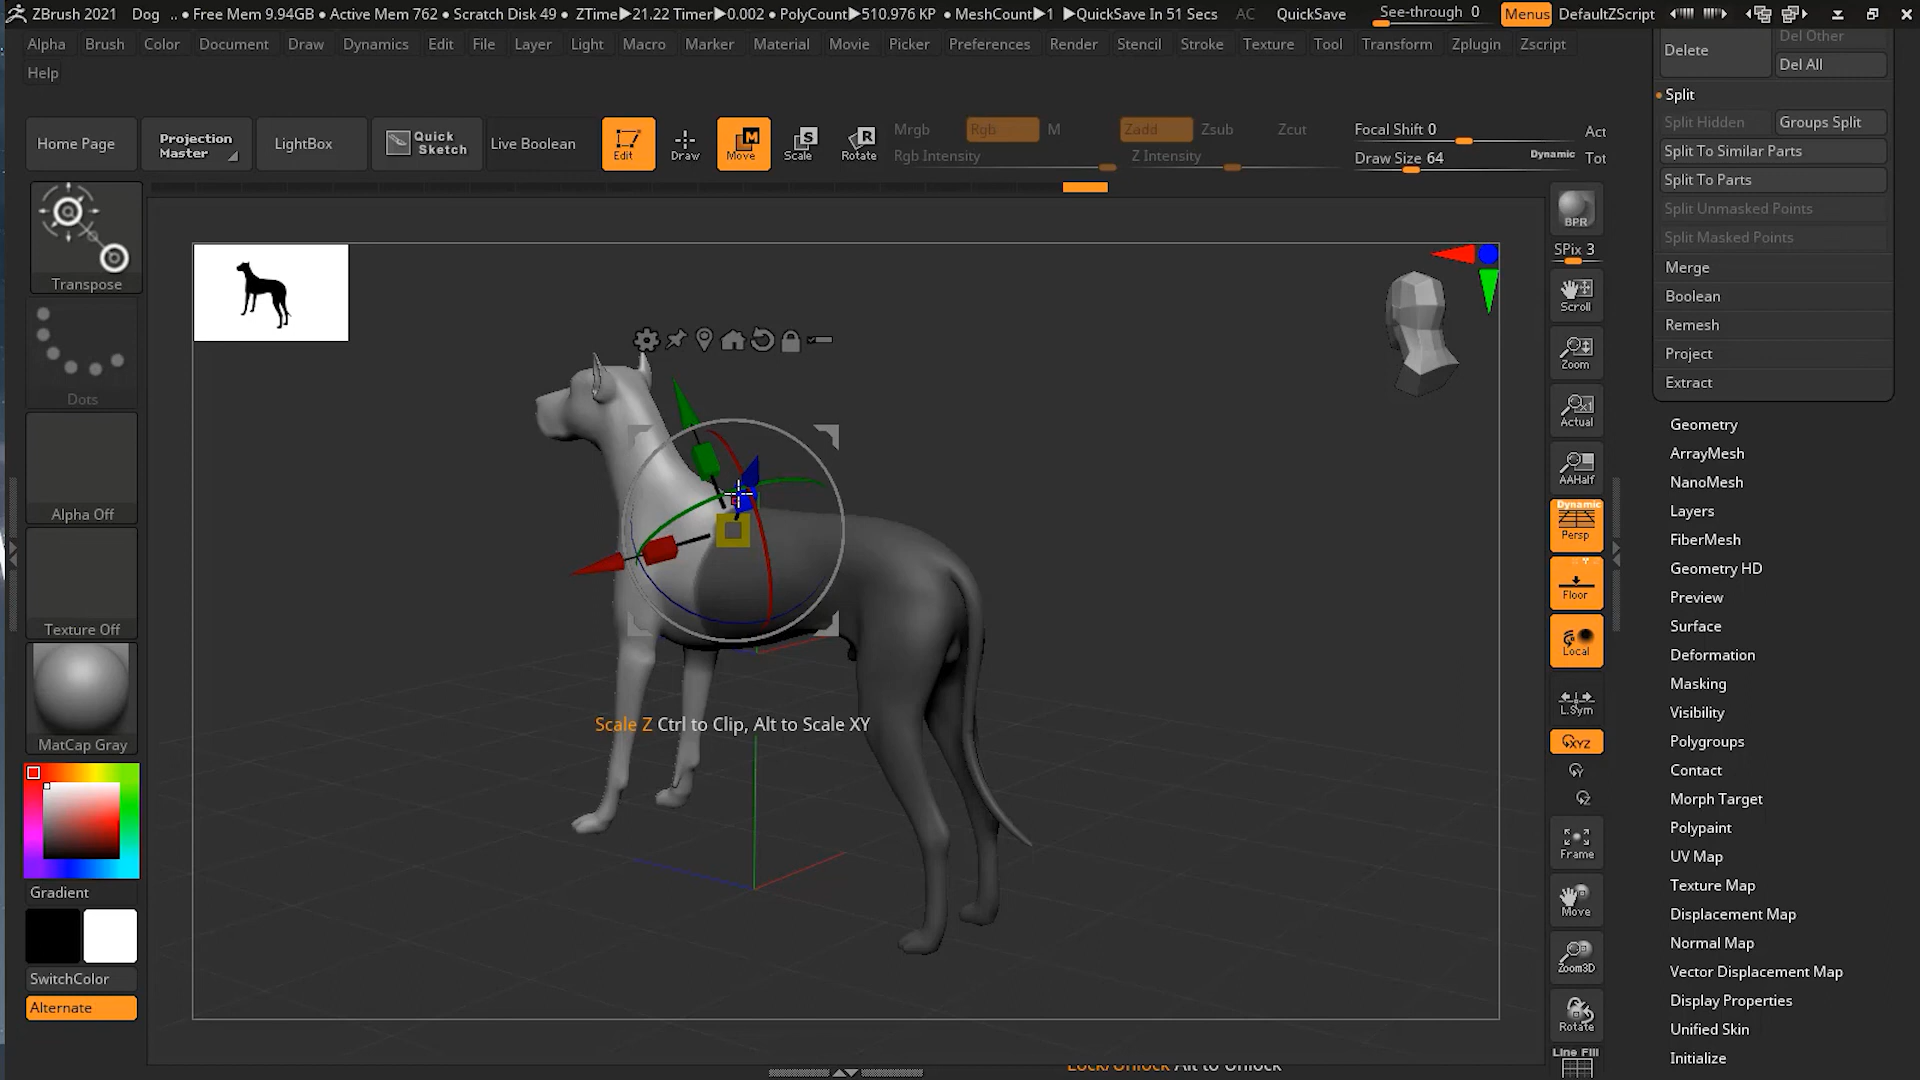 ZBrush 2021 Dog .. • Free Mem 9.94GB • Active Mem 762 • Scratch Disk 49 • ZTime▶21.22 Timer▶0.002 • PolyCount▶510.976 KP • MeshCount▶1 ▶QuickSave In 51 Secs AC QuickSave See-through 0 Menus DefaultZScript
Alpha Brush Color Document Draw Dynamics Edit File Layer Light Macro Marker Material Movie Picker Preferences Render Stencil Stroke Texture Tool Transform Zplugin Zscript
Help
Home Page
Projection
Master
LightBox
Quick
Sketch
Live Boolean
Edit
Draw
Move
Scale
Rotate
Mrgb Rgb M
Rgb Intensity
Zadd Zsub Zcut
Z Intensity
Focal Shift 0
Draw Size 64
Dynamic
Act
Tot
Transpose
Dots
Alpha Off
Texture Off
MatCap Gray
Gradient
SwitchColor
Alternate
Scale Z Ctrl to Clip, Alt to Scale XY
Lock/Unlock Alt to Unlock
BPR
SPix 3
Scroll
Zoom
Actual
AAHalf
Dynamic
Persp
Floor
Local
L.Sym
XYZ
Y
Z
Frame
Move
Zoom3D
Rotate
Line Fill
Delete
Del Other
Del All
Split
Split Hidden
Groups Split
Split To Similar Parts
Split To Parts
Split Unmasked Points
Split Masked Points
Merge
Boolean
Remesh
Project
Extract
Geometry
ArrayMesh
NanoMesh
Layers
FiberMesh
Geometry HD
Preview
Surface
Deformation
Masking
Visibility
Polygroups
Contact
Morph Target
Polypaint
UV Map
Texture Map
Displacement Map
Normal Map
Vector Displacement Map
Display Properties
Unified Skin
Initialize